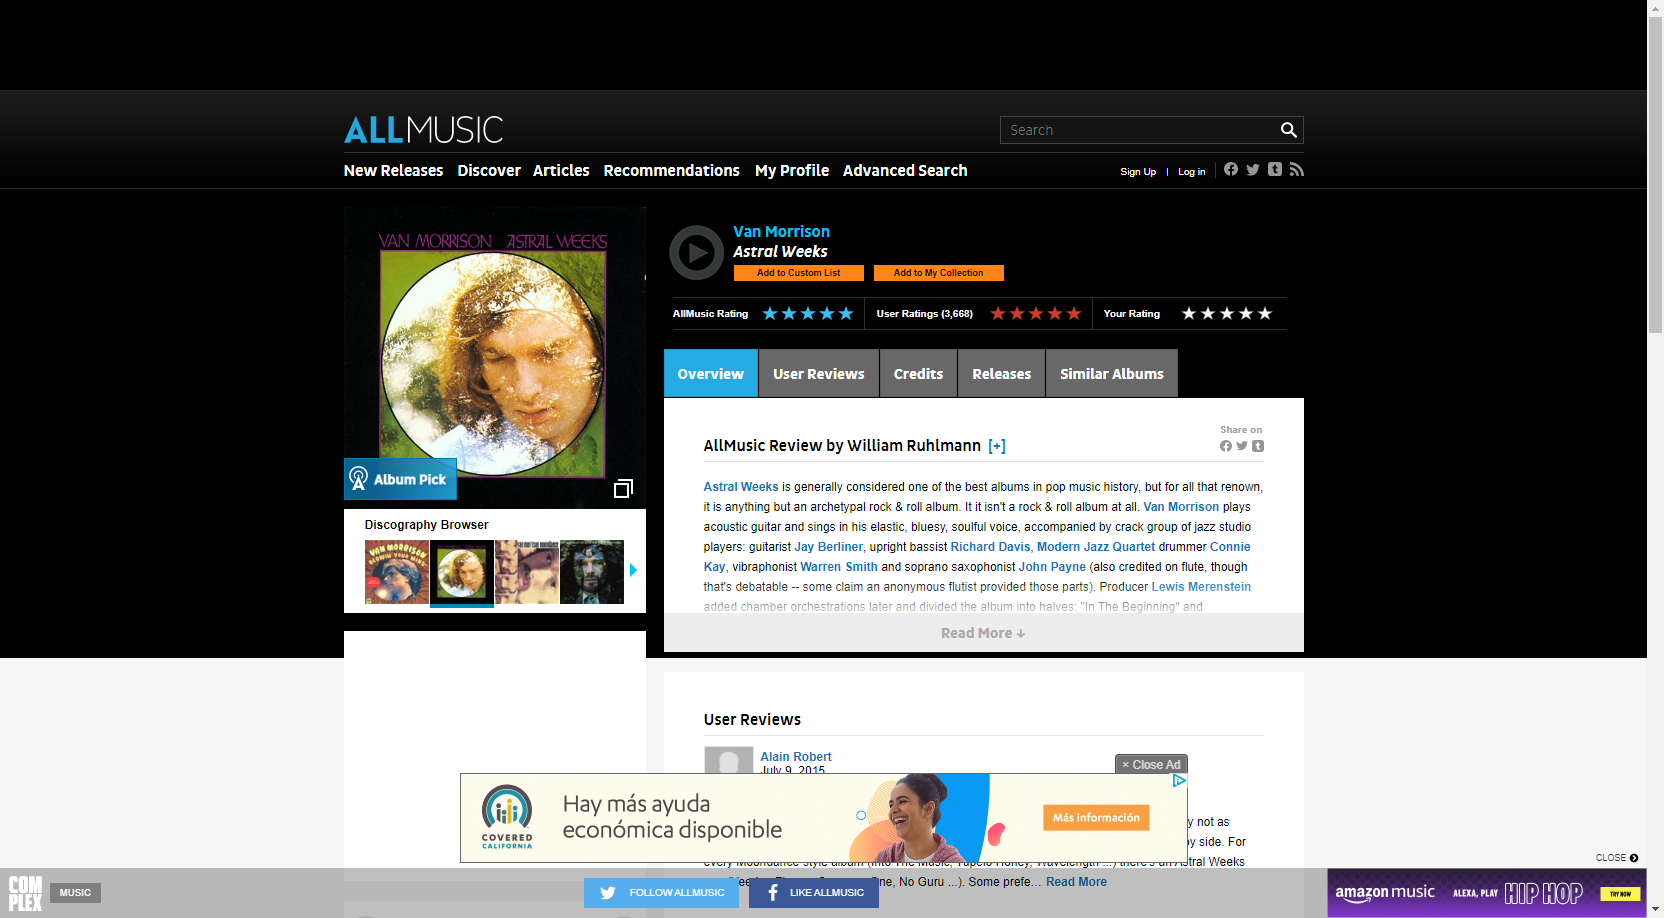 ALLMUSIC
Search
New Releases Discover Articles Recommendations My Profile Advanced Search
Sign Up | Log in
VAN MORRISON ASTRAL WEEKS
Album Pick
Van Morrison
Astral Weeks
Add to Custom List Add to My Collection
AllMusic Rating User Ratings (3,668) Your Rating
Overview User Reviews Credits Releases Similar Albums
AllMusic Review by William Ruhlmann [+]
Share on
Astral Weeks is generally considered one of the best albums in pop music history, but for all that renown,
it is anything but an archetypal rock & roll album. It it isn't a rock & roll album at all. Van Morrison plays
acoustic guitar and sings in his elastic, bluesy, soulful voice, accompanied by crack group of jazz studio
players: guitarist Jay Berliner, upright bassist Richard Davis, Modern Jazz Quartet drummer Connie
Kay, vibraphonist Warren Smith and soprano saxophonist John Payne (also credited on flute, though
that's debatable -- some claim an anonymous flutist provided those parts). Producer Lewis Merenstein
added chamber orchestrations later and divided the album into halves: "In The Beginning" and
Read More ↓
Discography Browser
VAN MORRISON
van morrison moondance
User Reviews
Alain Robert
July 9, 2015
× Close Ad
COVERED
CALIFORNIA
Hay más ayuda
económica disponible
Más información
y not as
by side. For
every Moondance-style album (Into The Music, Tupelo Honey, Wavelength ...) there's an Astral Weeks
ne, No Guru ...). Some prefe... Read More
CLOSE
COMPLEX
MUSIC
FOLLOW ALLMUSIC
LIKE ALLMUSIC
amazon music ALEXA, PLAY HIP HOP TRY NOW